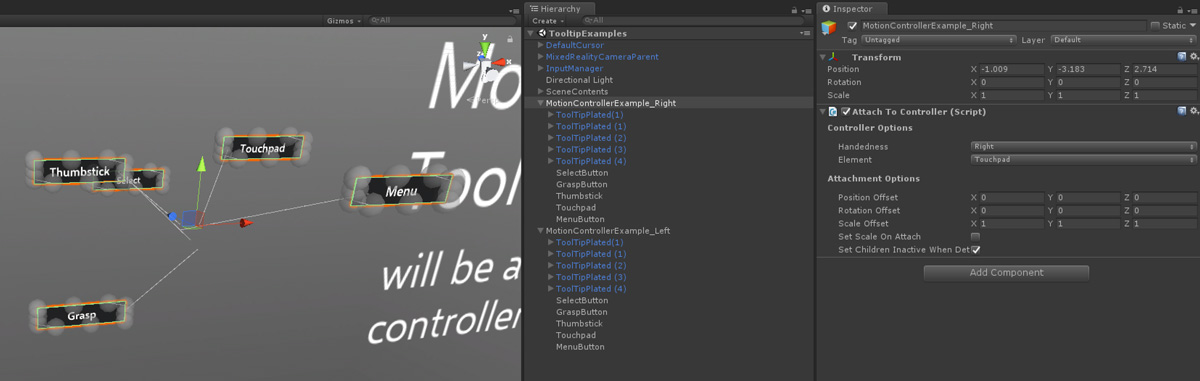 Gizmos
All
Mo
Tool
will be a
controller
Thumbstick
Select
Touchpad
Menu
Grasp
y
x
z
Hierarchy
Create
All
TooltipExamples
DefaultCursor
MixedRealityCameraParent
InputManager
Directional Light
SceneContents
MotionControllerExample_Right
ToolTipPlated(1)
ToolTipPlated (1)
ToolTipPlated (2)
ToolTipPlated (3)
ToolTipPlated (4)
SelectButton
GraspButton
Thumbstick
Touchpad
MenuButton
MotionControllerExample_Left
ToolTipPlated(1)
ToolTipPlated (1)
ToolTipPlated (2)
ToolTipPlated (3)
ToolTipPlated (4)
SelectButton
GraspButton
Thumbstick
Touchpad
MenuButton
Inspector
MotionControllerExample_Right Static
Tag Untagged Layer Default
Transform
Position X -1.009 Y -3.183 Z 2.714
Rotation X 0 Y 0 Z 0
Scale X 1 Y 1 Z 1
Attach To Controller (Script)
Controller Options
Handedness Right
Element Touchpad
Attachment Options
Position Offset X 0 Y 0 Z 0
Rotation Offset X 0 Y 0 Z 0
Scale Offset X 1 Y 1 Z 1
Set Scale On Attach
Set Children Inactive When Det
Add Component